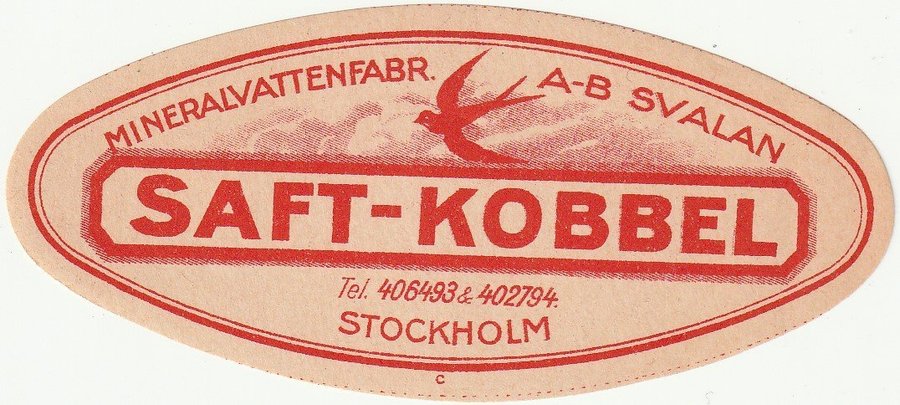 MINERALVATTENFABR. A-B SVALAN
SAFT-KOBBEL
Tel. 406493 & 402794.
STOCKHOLM
C